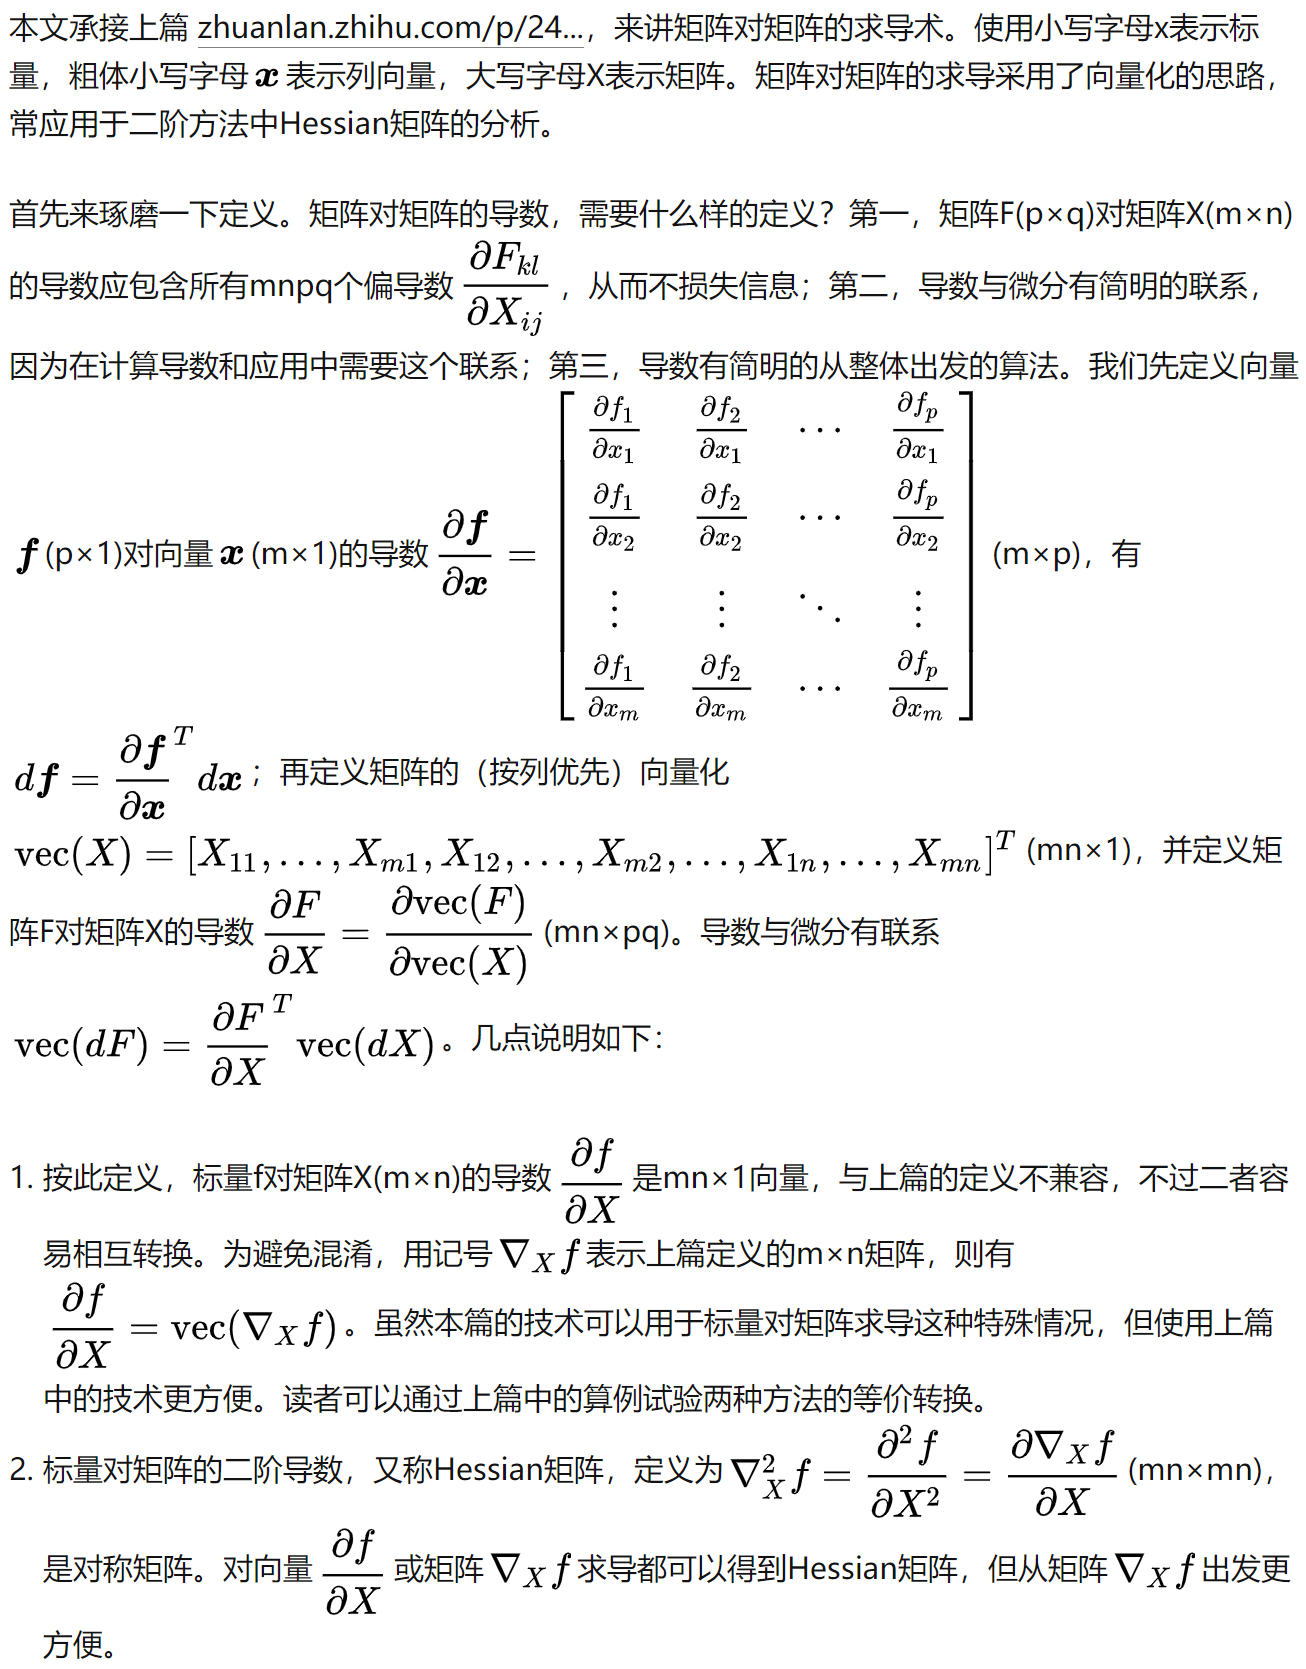 本文承接上篇 zhuanlan.zhihu.com/p/24...，来讲矩阵对矩阵的求导术。使用小写字母x表示标
量，粗体小写字母 $\boldsymbol{x}$ 表示列向量，大写字母X表示矩阵。矩阵对矩阵的求导采用了向量化的思路，
常应用于二阶方法中Hessian矩阵的分析。
首先来琢磨一下定义。矩阵对矩阵的导数，需要什么样的定义？第一，矩阵F(p×q)对矩阵X(m×n)
的导数应包含所有mnpq个偏导数 $\dfrac{\partial F_{kl}}{\partial X_{ij}}$ ，从而不损失信息；第二，导数与微分有简明的联系，
因为在计算导数和应用中需要这个联系；第三，导数有简明的从整体出发的算法。我们先定义向量
$\boldsymbol{f}$ (p×1)对向量 $\boldsymbol{x}$ (m×1)的导数 $\dfrac{\partial \boldsymbol{f}}{\partial \boldsymbol{x}} = \begin{bmatrix} \frac{\partial f_1}{\partial x_1} & \frac{\partial f_2}{\partial x_1} & \cdots & \frac{\partial f_p}{\partial x_1} \\ \frac{\partial f_1}{\partial x_2} & \frac{\partial f_2}{\partial x_2} & \cdots & \frac{\partial f_p}{\partial x_2} \\ \vdots & \vdots & \ddots & \vdots \\ \frac{\partial f_1}{\partial x_m} & \frac{\partial f_2}{\partial x_m} & \cdots & \frac{\partial f_p}{\partial x_m} \end{bmatrix}$ (m×p)，有
$d\boldsymbol{f} = \dfrac{\partial \boldsymbol{f}}{\partial \boldsymbol{x}}^T d\boldsymbol{x}$ ；再定义矩阵的（按列优先）向量化
$\mathrm{vec}(X) = [X_{11}, \ldots, X_{m1}, X_{12}, \ldots, X_{m2}, \ldots, X_{1n}, \ldots, X_{mn}]^T$ (mn×1)，并定义矩
阵F对矩阵X的导数 $\dfrac{\partial F}{\partial X} = \dfrac{\partial \mathrm{vec}(F)}{\partial \mathrm{vec}(X)}$ (mn×pq)。导数与微分有联系
$\mathrm{vec}(dF) = \dfrac{\partial F}{\partial X}^T \mathrm{vec}(dX)$ 。几点说明如下：
1. 按此定义，标量f对矩阵X(m×n)的导数 $\dfrac{\partial f}{\partial X}$ 是mn×1向量，与上篇的定义不兼容，不过二者容
易相互转换。为避免混淆，用记号 $\nabla_X f$ 表示上篇定义的m×n矩阵，则有
$\dfrac{\partial f}{\partial X} = \mathrm{vec}(\nabla_X f)$ 。虽然本篇的技术可以用于标量对矩阵求导这种特殊情况，但使用上篇
中的技术更方便。读者可以通过上篇中的算例试验两种方法的等价转换。
2. 标量对矩阵的二阶导数，又称Hessian矩阵，定义为 $\nabla_X^2 f = \dfrac{\partial^2 f}{\partial X^2} = \dfrac{\partial \nabla_X f}{\partial X}$ (mn×mn)，
是对称矩阵。对向量 $\dfrac{\partial f}{\partial X}$ 或矩阵 $\nabla_X f$ 求导都可以得到Hessian矩阵，但从矩阵 $\nabla_X f$ 出发更
方便。